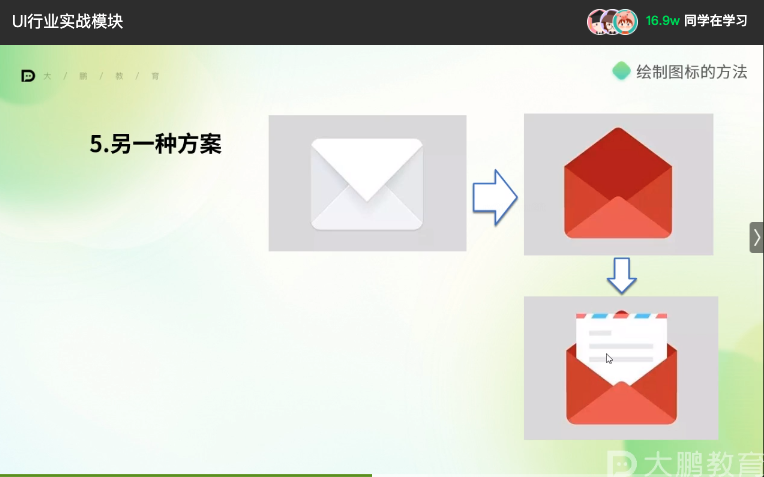 UI行业实战模块
16.9w 同学在学习
大 / 鹏 / 教 / 育
绘制图标的方法
5.另一种方案
大鹏教育